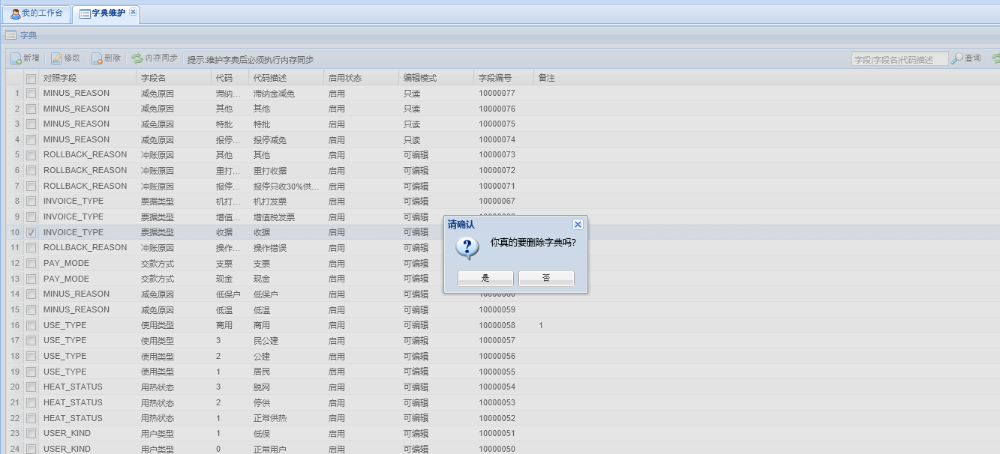 我的工作台 字典维护
字典
新增 修改 删除 内存同步 提示:维护字典后必须执行内存同步 字段|字段名|代码描述 查询
对照字段 字段名 代码 代码描述 启用状态 编辑模式 字段编号 备注
1 MINUS_REASON 减免原因 滞纳... 滞纳金减免 启用 只读 10000077
2 MINUS_REASON 减免原因 其他 其他 启用 只读 10000076
3 MINUS_REASON 减免原因 特批 特批 启用 只读 10000075
4 MINUS_REASON 减免原因 报停... 报停减免 启用 只读 10000074
5 ROLLBACK_REASON 冲账原因 其他 其他 启用 可编辑 10000073
6 ROLLBACK_REASON 冲账原因 重打... 重打收据 启用 可编辑 10000072
7 ROLLBACK_REASON 冲账原因 报停... 报停只收30%供... 启用 可编辑 10000071
8 INVOICE_TYPE 票据类型 机打... 机打发票 启用 可编辑 10000067
9 INVOICE_TYPE 票据类型 增值... 增值税发票 启用 可编辑
10 INVOICE_TYPE 票据类型 收据 收据 启用 可编辑
11 ROLLBACK_REASON 冲账原因 操作... 操作错误 启用 可编辑
12 PAY_MODE 交款方式 支票 支票 启用 可编辑
13 PAY_MODE 交款方式 现金 现金 启用 可编辑
14 MINUS_REASON 减免原因 低保户 低保户 启用 可编辑
15 MINUS_REASON 减免原因 低温 低温 启用 可编辑 10000059
16 USE_TYPE 使用类型 商用 商用 启用 可编辑 10000058 1
17 USE_TYPE 使用类型 3 民公建 启用 可编辑 10000057
18 USE_TYPE 使用类型 2 公建 启用 可编辑 10000056
19 USE_TYPE 使用类型 1 居民 启用 可编辑 10000055
20 HEAT_STATUS 用热状态 3 脱网 启用 可编辑 10000054
21 HEAT_STATUS 用热状态 2 停供 启用 可编辑 10000053
22 HEAT_STATUS 用热状态 1 正常供热 启用 可编辑 10000052
23 USER_KIND 用户类型 1 低保 启用 可编辑 10000051
24 USER_KIND 用户类型 0 正常用户 启用 可编辑 10000050
请确认
你真的要删除字典吗?
是 否